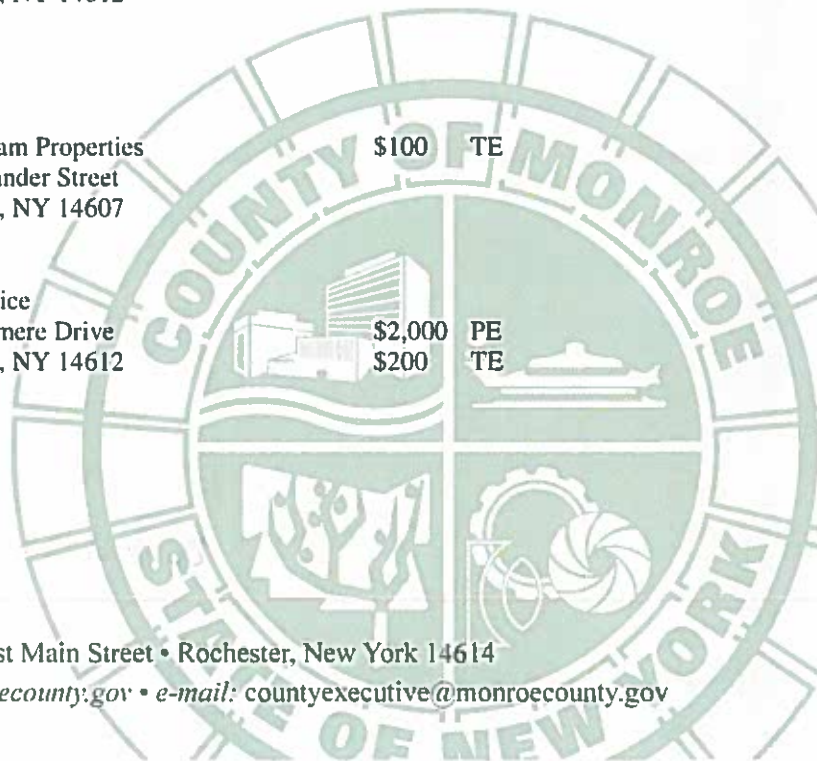 am Properties $100 TE
ander Street
, NY 14607
ice
mere Drive $2,000 PE
, NY 14612 $200 TE
COUNTY OF MONROE
STATE OF NEW YORK
st Main Street • Rochester, New York 14614
ecounty.gov • e-mail: countyexecutive@monroecounty.gov